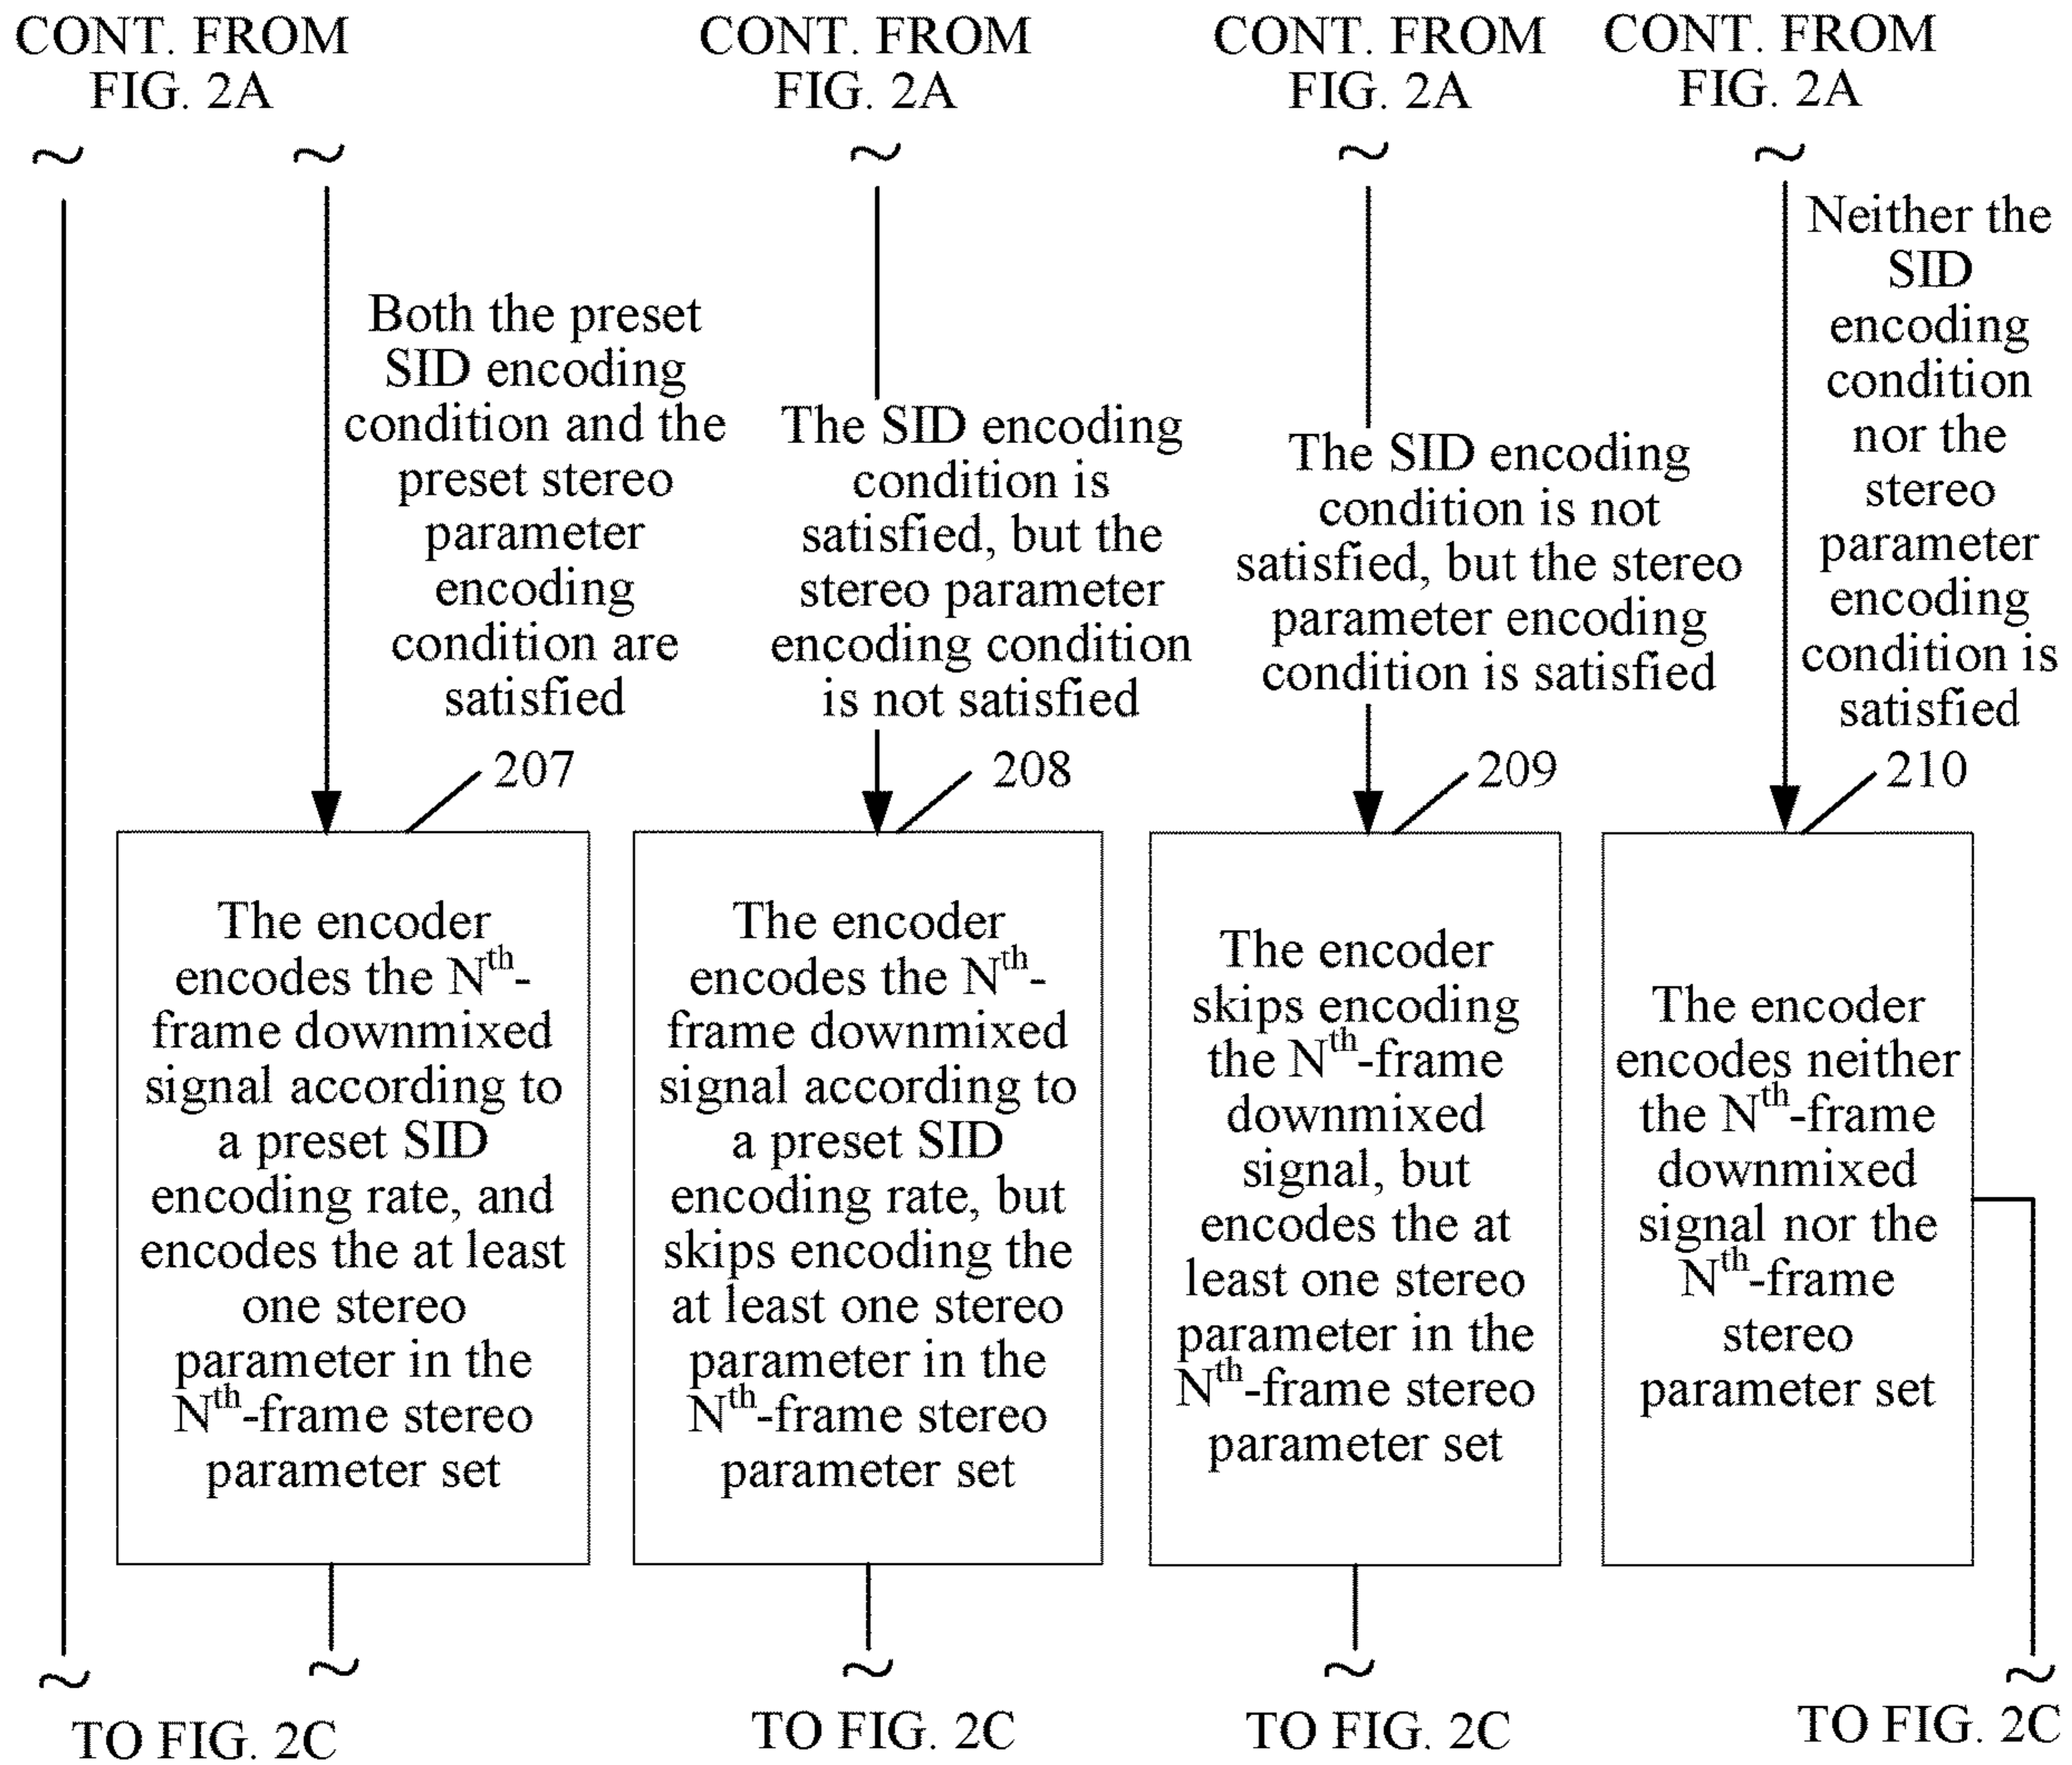 CONT. FROM
FIG. 2A
CONT. FROM
FIG. 2A
CONT. FROM
FIG. 2A
CONT. FROM
FIG. 2A
Both the preset
SID encoding
condition and the
preset stereo
parameter
encoding
condition are
satisfied
The SID encoding
condition is
satisfied, but the
stereo parameter
encoding condition
is not satisfied
The SID encoding
condition is not
satisfied, but the stereo
parameter encoding
condition is satisfied
Neither the
SID
encoding
condition
nor the
stereo
parameter
encoding
condition is
satisfied
207
208
209
210
The encoder
encodes the Nth-
frame downmixed
signal according to
a preset SID
encoding rate, and
encodes the at least
one stereo
parameter in the
Nth-frame stereo
parameter set
The encoder
encodes the Nth-
frame downmixed
signal according to
a preset SID
encoding rate, but
skips encoding the
at least one stereo
parameter in the
Nth-frame stereo
parameter set
The encoder
skips encoding
the Nth-frame
downmixed
signal, but
encodes the at
least one stereo
parameter in the
Nth-frame stereo
parameter set
The encoder
encodes neither
the Nth-frame
downmixed
signal nor the
Nth-frame
stereo
parameter set
TO FIG. 2C
TO FIG. 2C
TO FIG. 2C
TO FIG. 2C